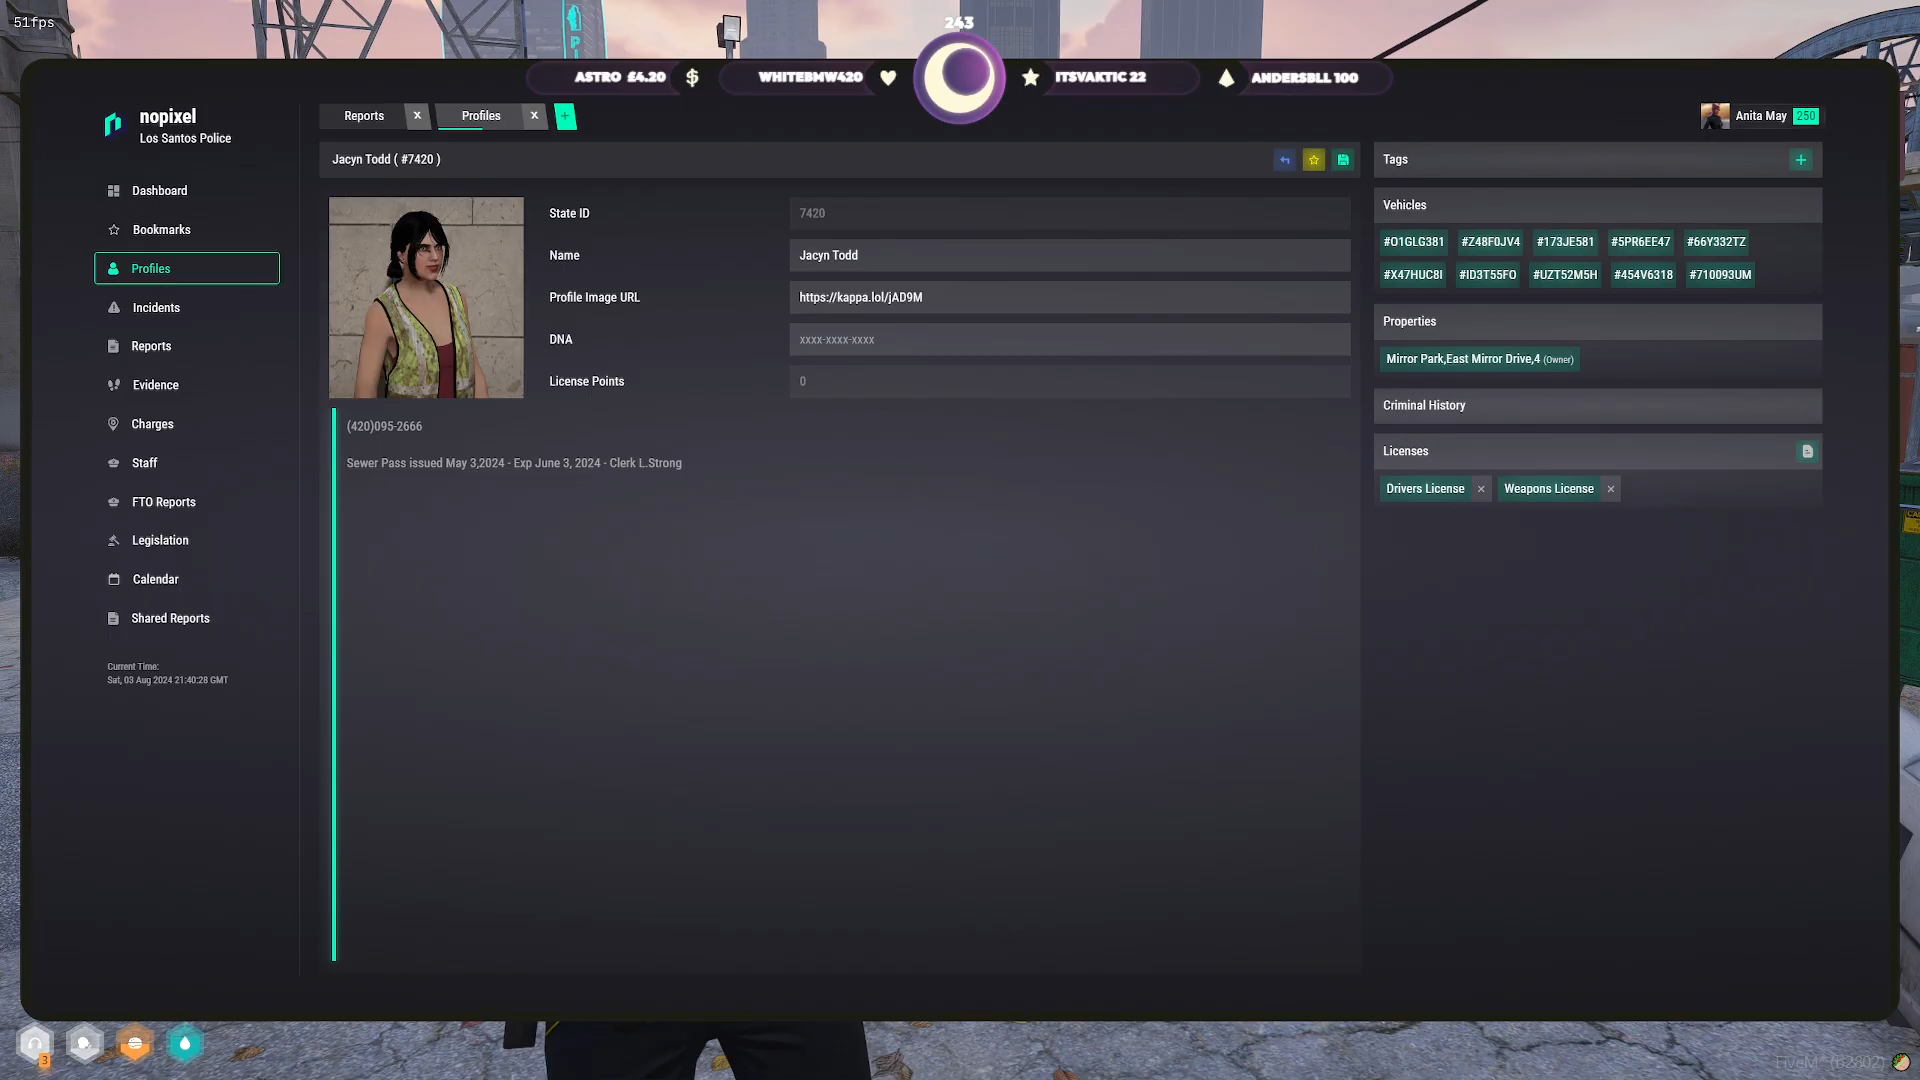 51fps
243
ASTRO £4.20
WHITEBMW420
ITSVAKTIC 22
ANDERSBLL 100
nopixel
Los Santos Police
Reports x
Profiles x
+
Anita May 250
Jacyn Todd ( #7420 )
Tags
Dashboard
Bookmarks
Profiles
Incidents
Reports
Evidence
Charges
Staff
FTO Reports
Legislation
Calendar
Shared Reports
Current Time:
Sat, 03 Aug 2024 21:40:28 GMT
State ID 7420
Name Jacyn Todd
Profile Image URL https://kappa.lol/jAD9M
DNA xxxx-xxxx-xxxx
License Points 0
(420)095-2666
Sewer Pass issued May 3,2024 - Exp June 3, 2024 - Clerk L.Strong
Vehicles
#O1GLG381 #Z48F0JV4 #173JE581 #5PR6EE47 #66Y332TZ
#X47HUC8I #ID3T55FO #UZT52M5H #454V6318 #710093UM
Properties
Mirror Park,East Mirror Drive,4 (Owner)
Criminal History
Licenses
Drivers License x Weapons License x
3
FiveM (B2802)